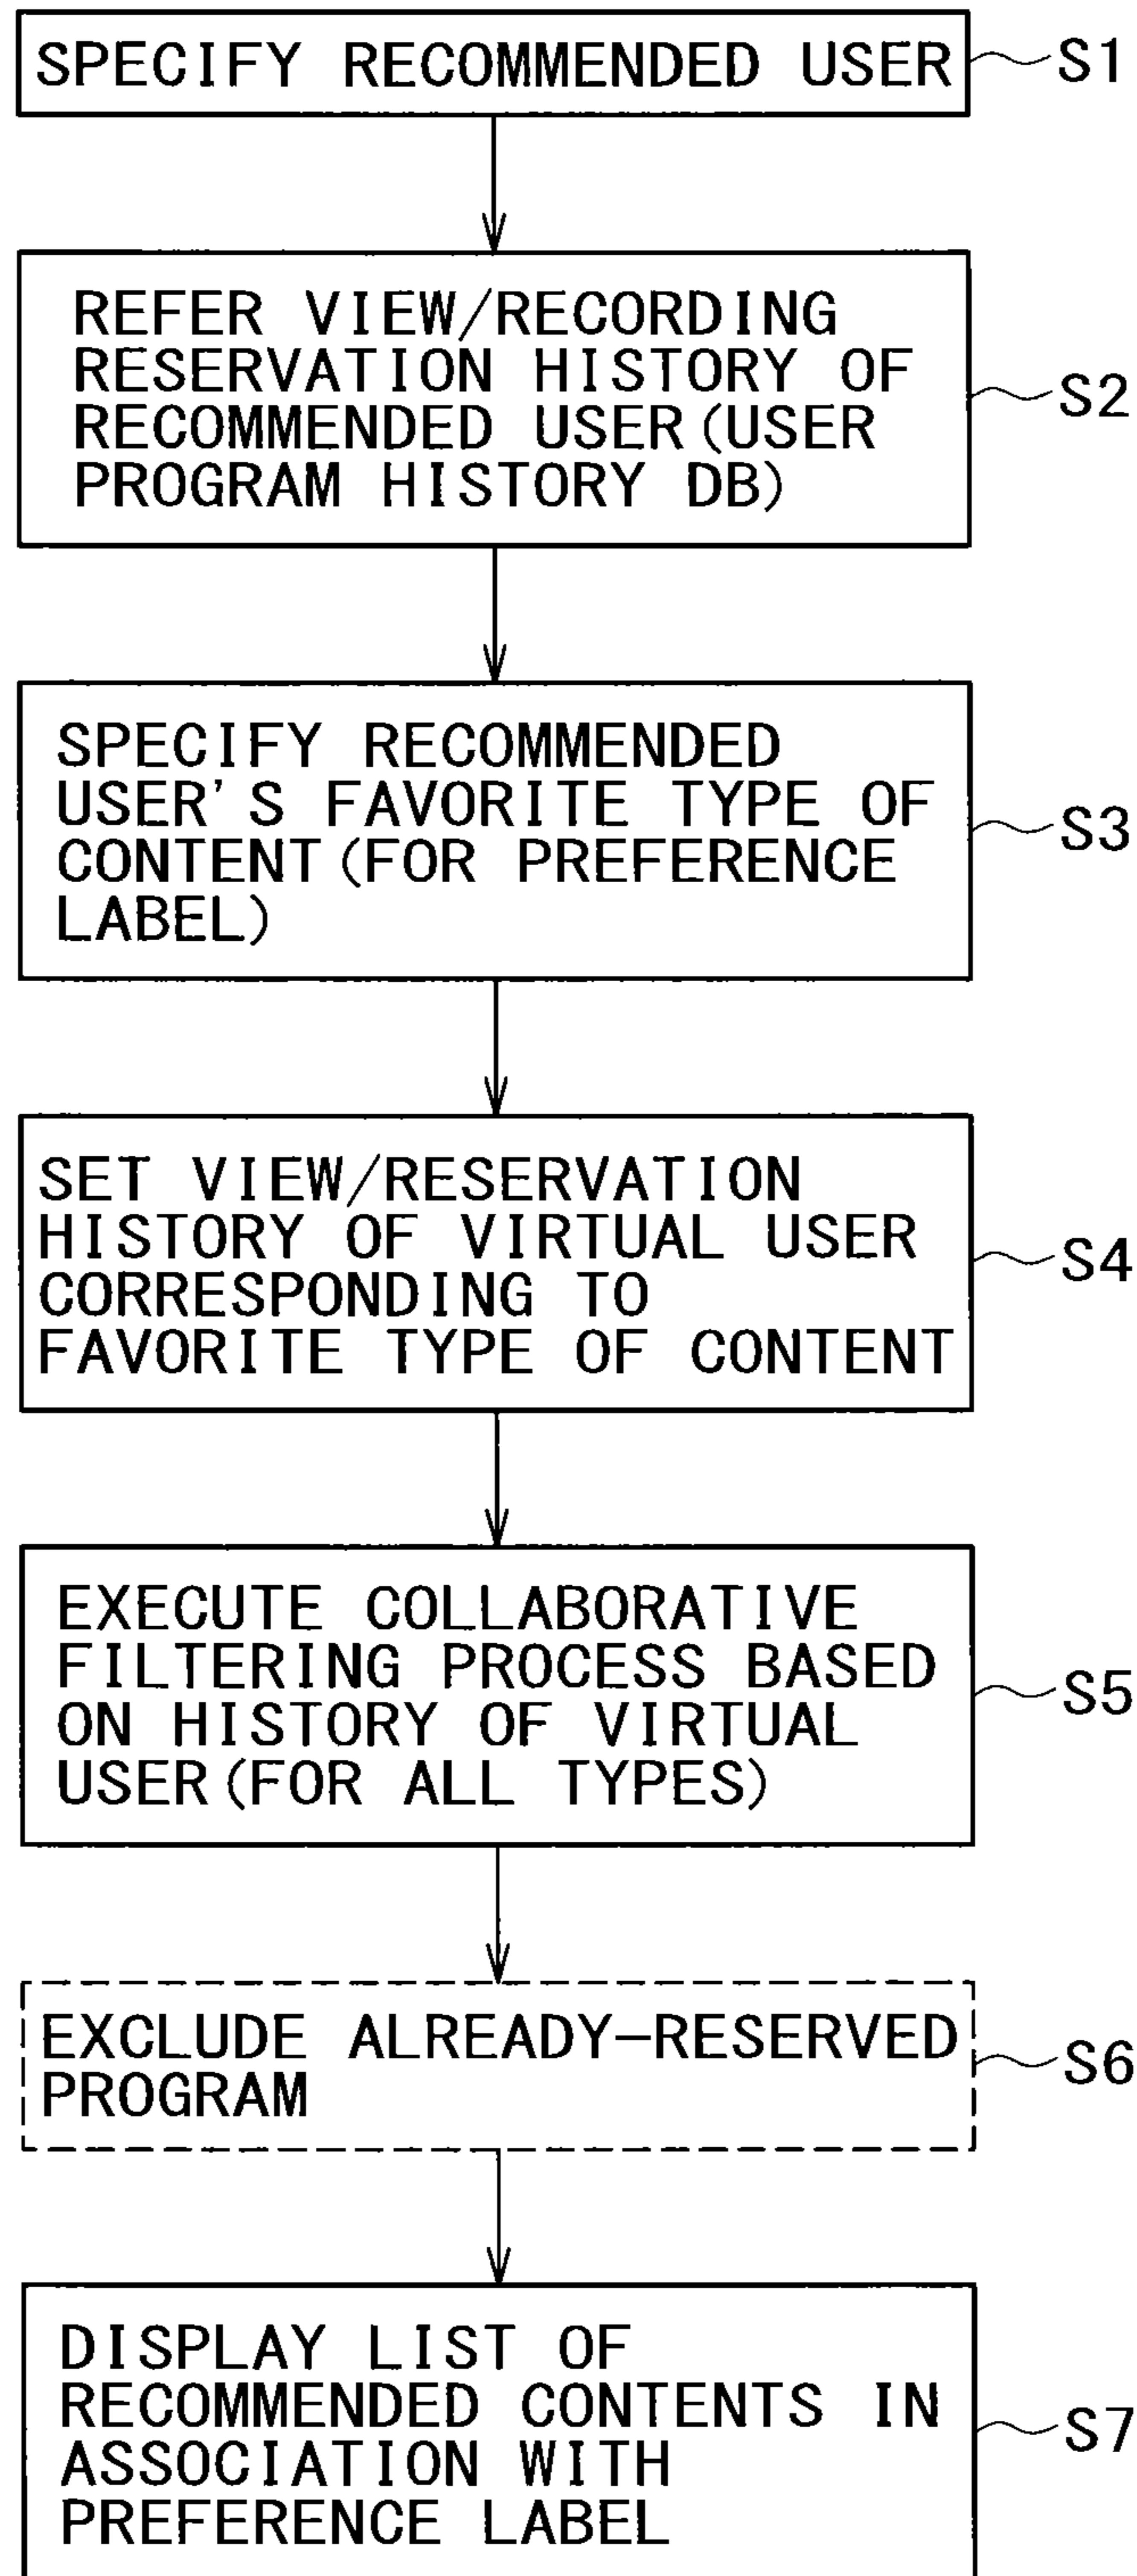 SPECIFY RECOMMENDED USER
S1
REFER VIEW/RECORDING
RESERVATION HISTORY OF
RECOMMENDED USER(USER
PROGRAM HISTORY DB)
S2
SPECIFY RECOMMENDED
USER'S FAVORITE TYPE OF
CONTENT(FOR PREFERENCE
LABEL)
S3
SET VIEW/RESERVATION
HISTORY OF VIRTUAL USER
CORRESPONDING TO
FAVORITE TYPE OF CONTENT
S4
EXECUTE COLLABORATIVE
FILTERING PROCESS BASED
ON HISTORY OF VIRTUAL
USER(FOR ALL TYPES)
S5
EXCLUDE ALREADY-RESERVED
PROGRAM
S6
DISPLAY LIST OF
RECOMMENDED CONTENTS IN
ASSOCIATION WITH
PREFERENCE LABEL
S7